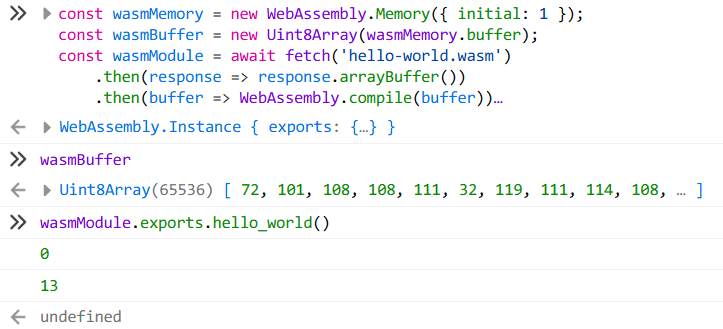 const wasmMemory = new WebAssembly.Memory({ initial: 1 });
const wasmBuffer = new Uint8Array(wasmMemory.buffer);
const wasmModule = await fetch('hello-world.wasm')
.then(response => response.arrayBuffer())
.then(buffer => WebAssembly.compile(buffer))…
WebAssembly.Instance { exports: {…} }
wasmBuffer
Uint8Array(65536) [ 72, 101, 108, 108, 111, 32, 119, 111, 114, 108, … ]
wasmModule.exports.hello_world()
0
13
undefined